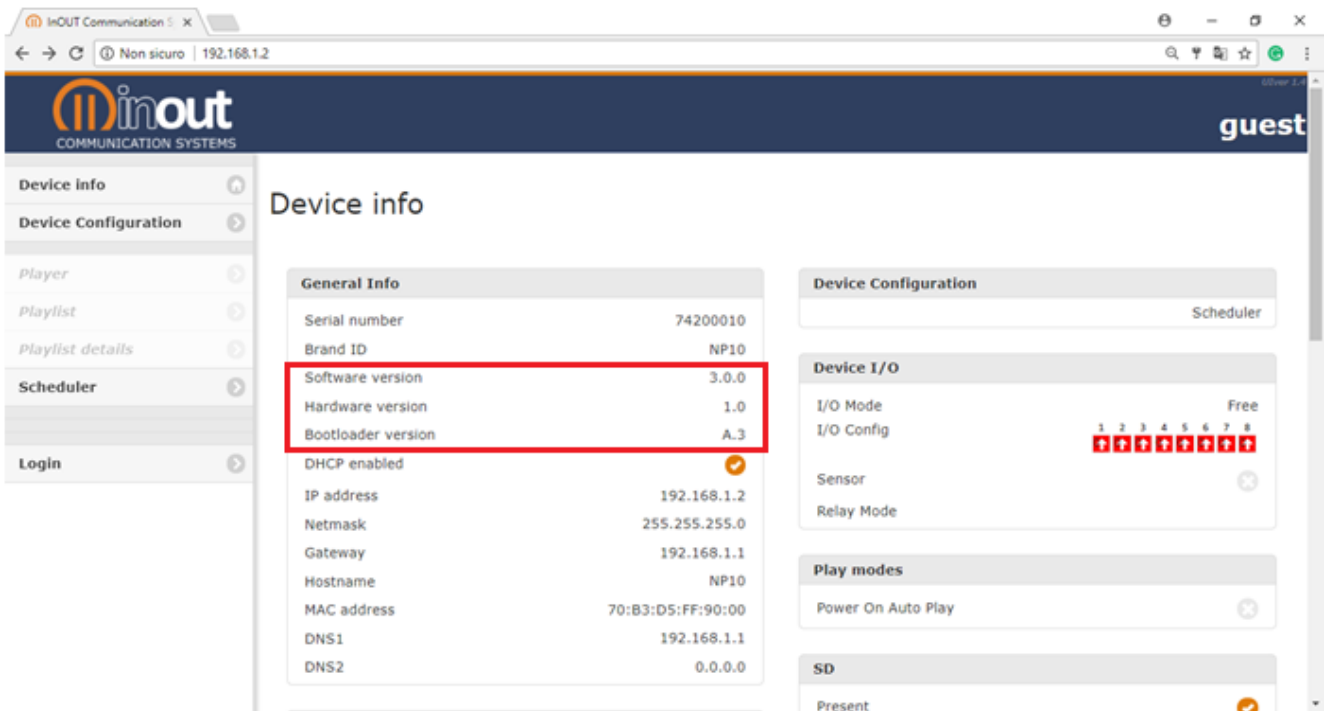 InOUT Communication S
Non sicuro 192.168.1.2
UIver 1.4
inout
COMMUNICATION SYSTEMS
guest
Device info
Device Configuration
Player
Playlist
Playlist details
Scheduler
Login
Device info
General Info
Serial number 74200010
Brand ID NP10
Software version 3.0.0
Hardware version 1.0
Bootloader version A.3
DHCP enabled
IP address 192.168.1.2
Netmask 255.255.255.0
Gateway 192.168.1.1
Hostname NP10
MAC address 70:B3:D5:FF:90:00
DNS1 192.168.1.1
DNS2 0.0.0.0
Device Configuration
Scheduler
Device I/O
I/O Mode Free
I/O Config 1 2 3 4 5 6 7 8
Sensor
Relay Mode
Play modes
Power On Auto Play
SD
Present